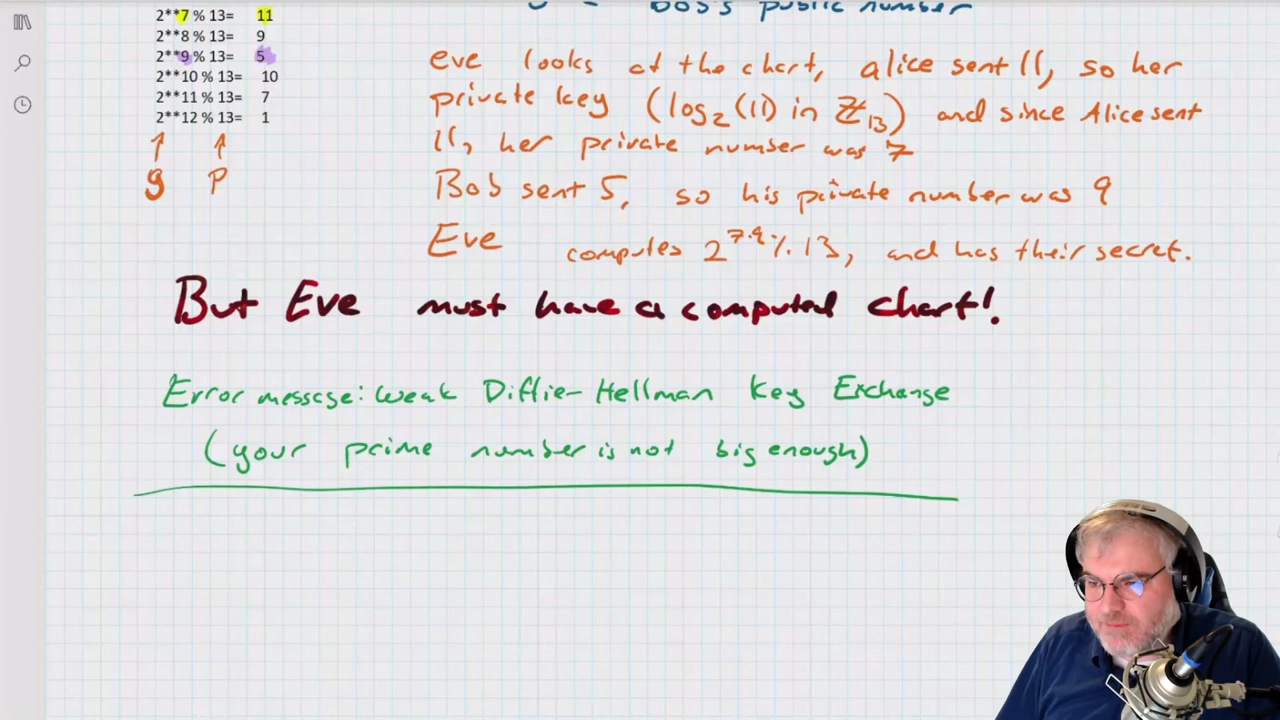 Bob's public number
2**7 % 13= 11
2**8 % 13= 9
2**9 % 13= 5
2**10 % 13= 10
2**11 % 13= 7
2**12 % 13= 1
g p
eve looks at the chart, alice sent 11, so her
private key (log₂(11) in ℤ₁₃) and since Alice sent
11, her private number was 7
Bob sent 5, so his private number was 9
Eve computes 2^7·9 % 13, and has their secret.
But Eve must have a computed chart!
Error message: weak Diffie-Hellman Key Exchange
(your prime number is not big enough)